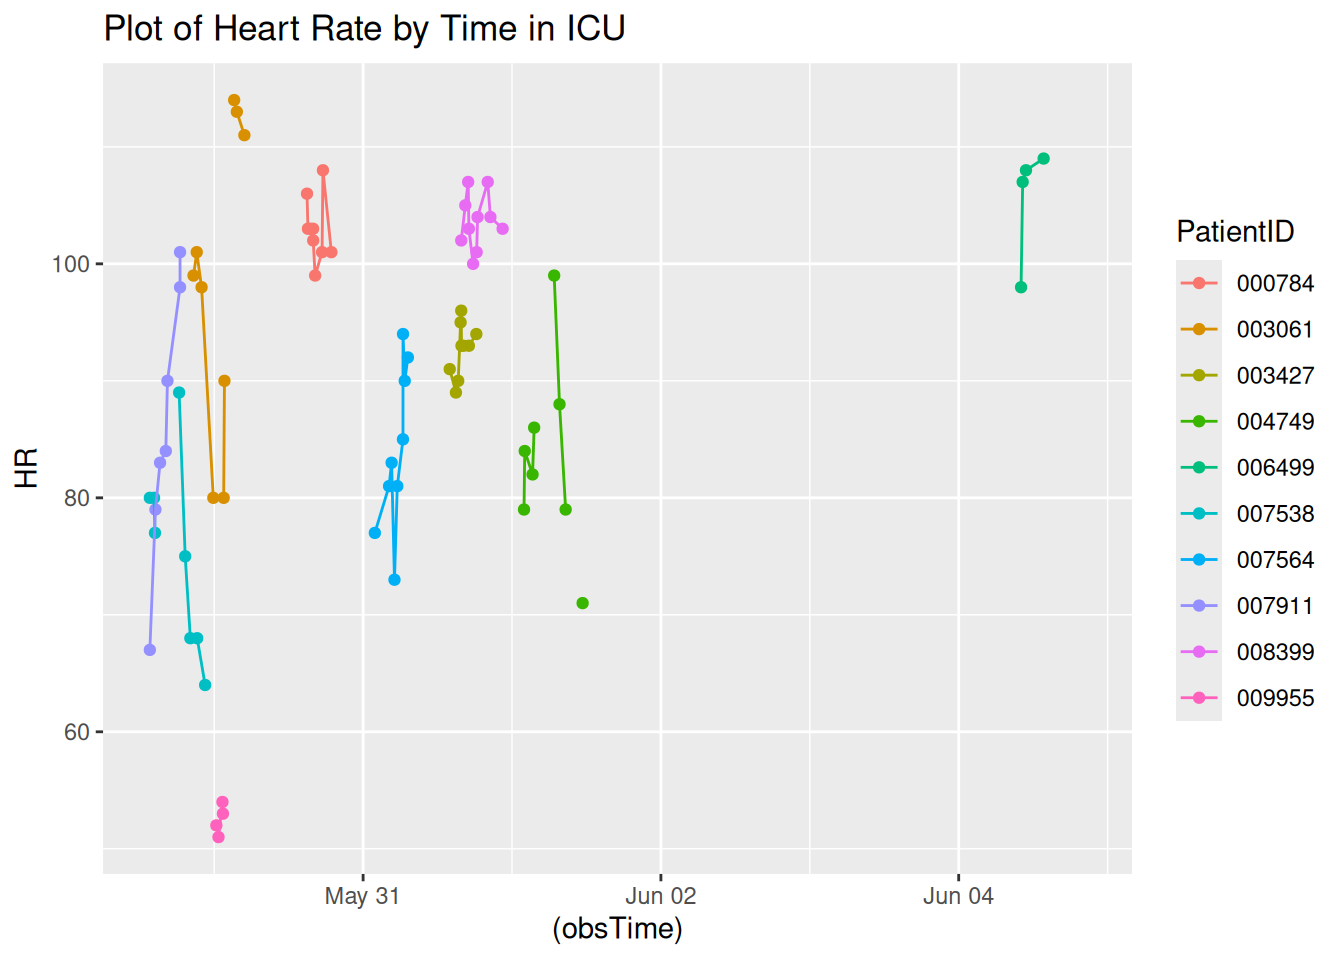 Plot of Heart Rate by Time in ICU
HR
100
80
60
May 31 Jun 02 Jun 04
(obsTime)
PatientID
000784
003061
003427
004749
006499
007538
007564
007911
008399
009955